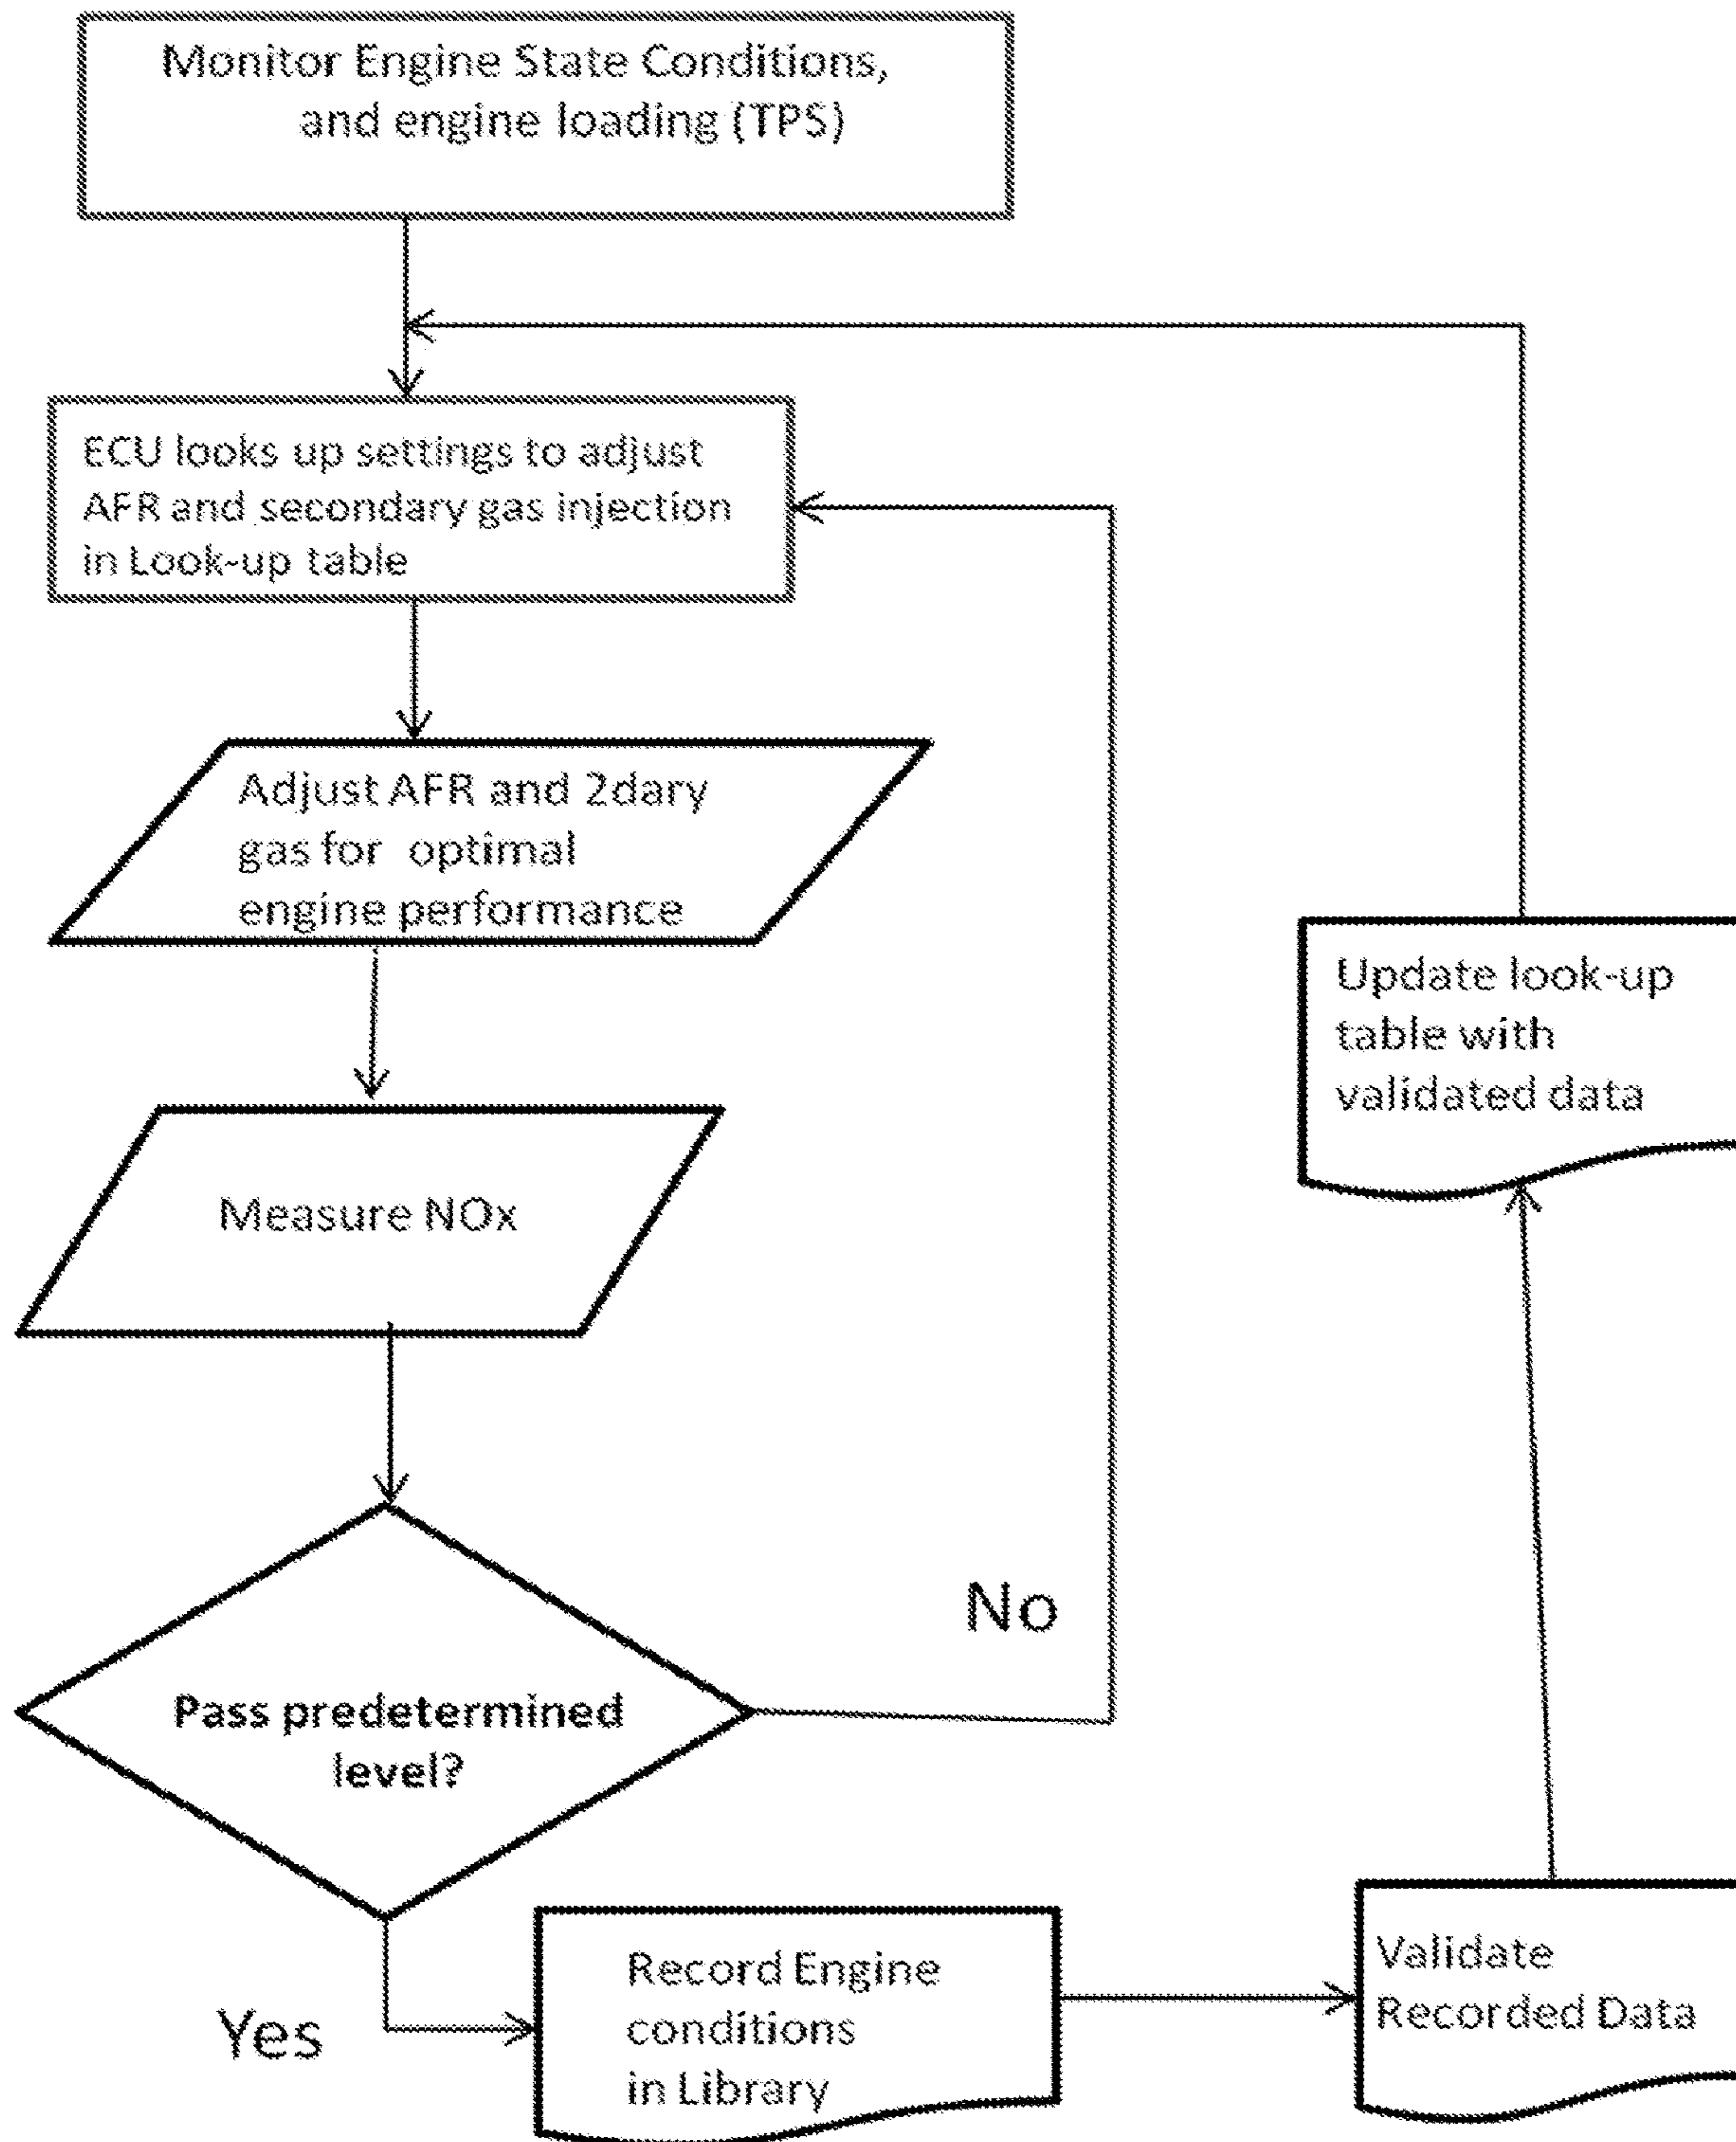 Monitor Engine State Conditions,
and engine loading (TPS)
ECU looks up settings to adjust
AFR and secondary gas injection
in Look-up table
Adjust AFR and 2dary
gas for optimal
engine performance
Measure NOx
Pass predetermined
level?
No
Yes
Record Engine
conditions
in Library
Validate
Recorded Data
Update look-up
table with
validated data